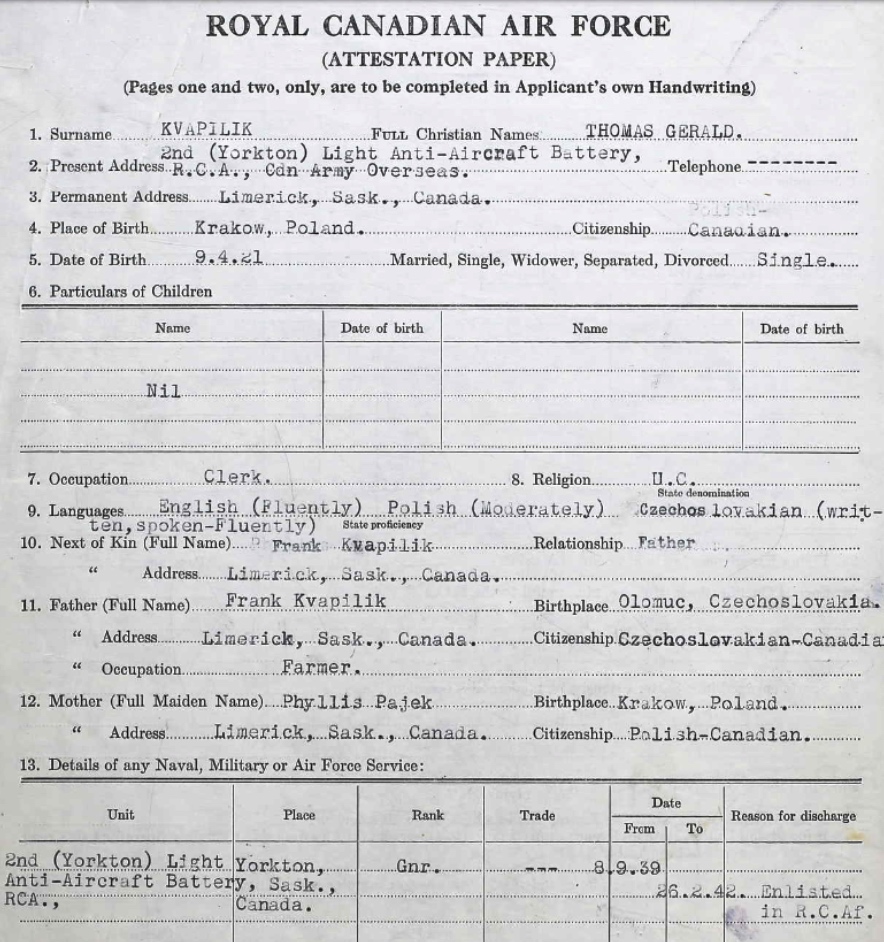 ROYAL CANADIAN AIR FORCE
(ATTESTATION PAPER)
(Pages one and two, only, are to be completed in Applicant's own Handwriting)
1. Surname KVAPILIK FULL Christian Names THOMAS GERALD.
2nd (Yorkton) Light Anti-Aircraft Battery,
2. Present Address R.C.A., Cdn Army Overseas. Telephone ---------
3. Permanent Address Limerick, Sask., Canada.
Polish-
4. Place of Birth Krakow, Poland. Citizenship Canadian.
5. Date of Birth 9.4.21 Married, Single, Widower, Separated, Divorced Single.
6. Particulars of Children
Name Date of birth Name Date of birth
Nil
7. Occupation Clerk. 8. Religion U.C.
State denomination
9. Languages English (Fluently) Polish (Moderately) Czechoslovakian (writ-
ten,spoken-Fluently) State proficiency
10. Next of Kin (Full Name) Frank Kvapilik Relationship Father
" Address Limerick, Sask., Canada.
11. Father (Full Name) Frank Kvapilik Birthplace Olomuc, Czechoslovakia.
" Address Limerick, Sask., Canada. Citizenship Czechoslovakian-Canadia
" Occupation Farmer.
12. Mother (Full Maiden Name) Phyllis Pajek Birthplace Krakow, Poland.
" Address Limerick, Sask., Canada. Citizenship Polish-Canadian.
13. Details of any Naval, Military or Air Force Service:
Unit Place Rank Trade Date Reason for discharge
From To
2nd (Yorkton) Light Yorkton, Gnr. --- 8.9.39
Anti-Aircraft Battery, Sask., 26.2.42. Enlisted
RCA., Canada. in R.C.Af.